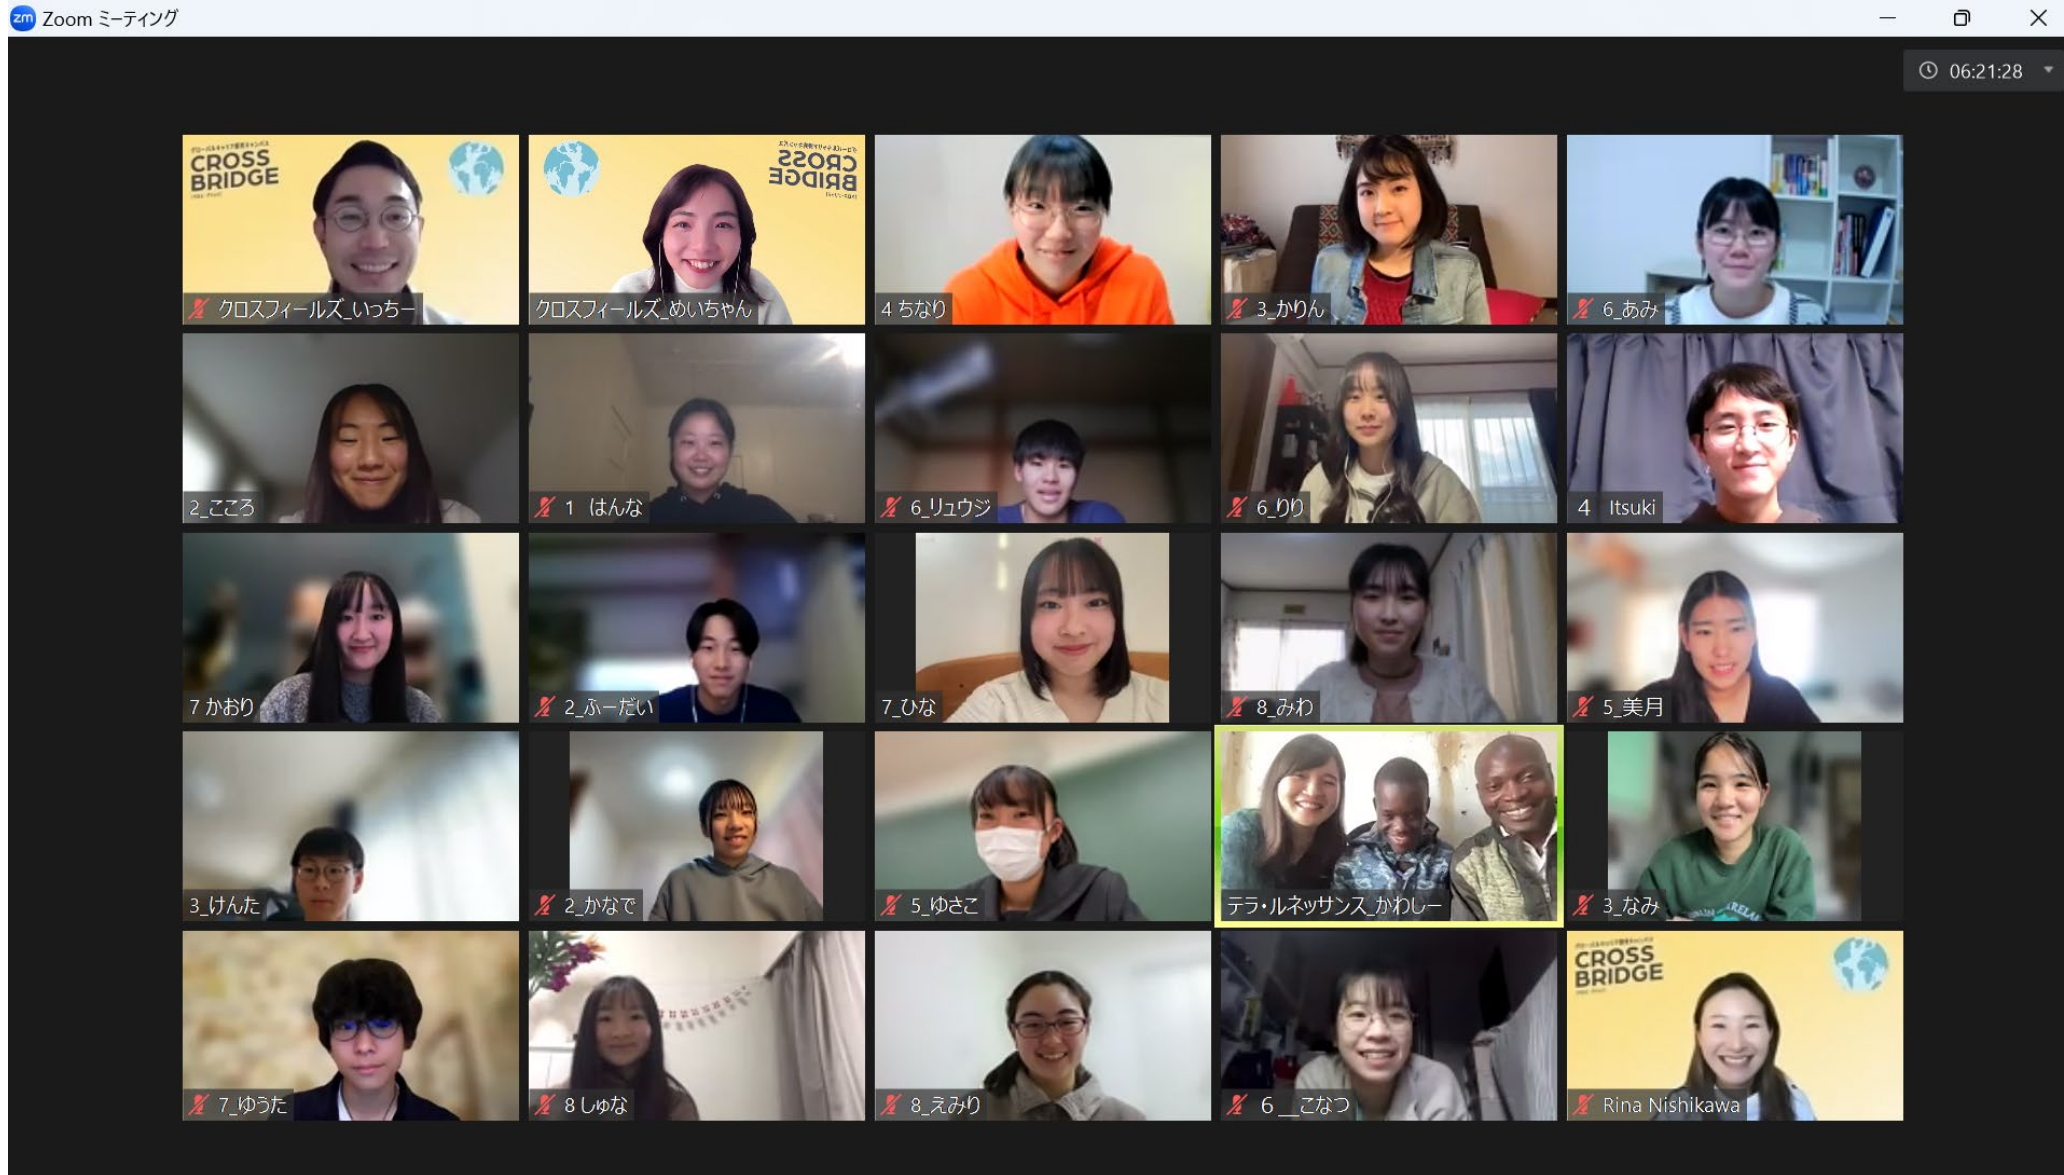 zm Zoom ミーティング
06:21:28
CROSS
BRIDGE
クロスフィールズ_いっちー
CROSS
BRIDGE
クロスフィールズ_めいちゃん
4 ちなり
3_かりん
6_あみ
2_こころ
1 はんな
6_リュウジ
6_りり
4 Itsuki
7 かおり
2_ふーだい
7_ひな
8_みわ
5_美月
3_けんた
2_かなで
5_ゆさこ
テラ・ルネッサンス_かわしー
3_なみ
7_ゆうた
8 しゅな
8_えみり
6__こなつ
CROSS
BRIDGE
Rina Nishikawa